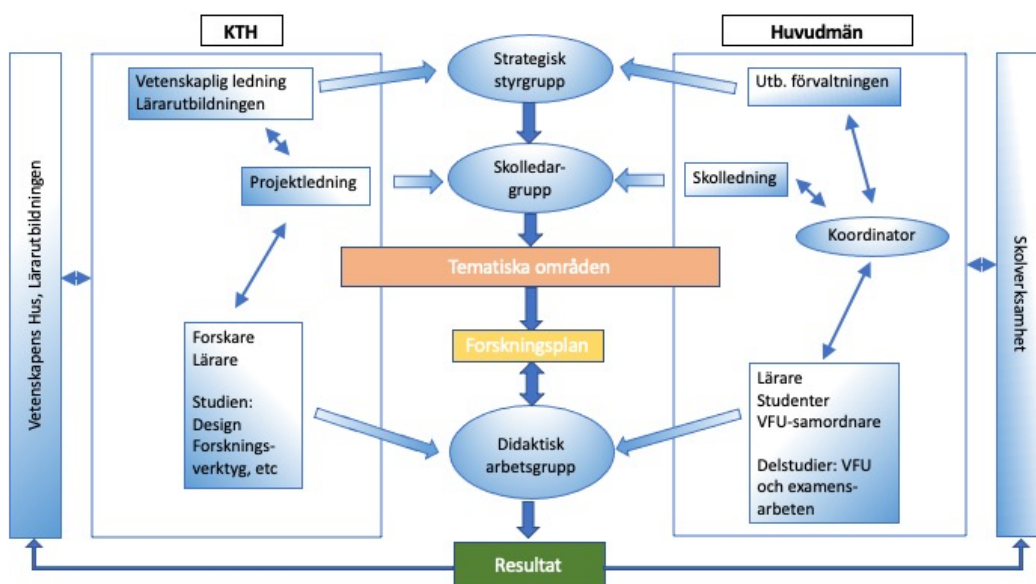 KTH
Huvudmän
Vetenskaplig ledning
Lärarutbildningen
Strategisk
styrgrupp
Utb. förvaltningen
Projektledning
Skolledar-
grupp
Skolledning
Koordinator
Tematiska områden
Vetenskapens Hus, Lärarutbildningen
Skolverksamhet
Forskningsplan
Forskare
Lärare
Studien:
Design
Forsknings-
verktyg, etc
Didaktisk
arbetsgrupp
Lärare
Studenter
VFU-samordnare
Delstudier: VFU
och examens-
arbeten
Resultat